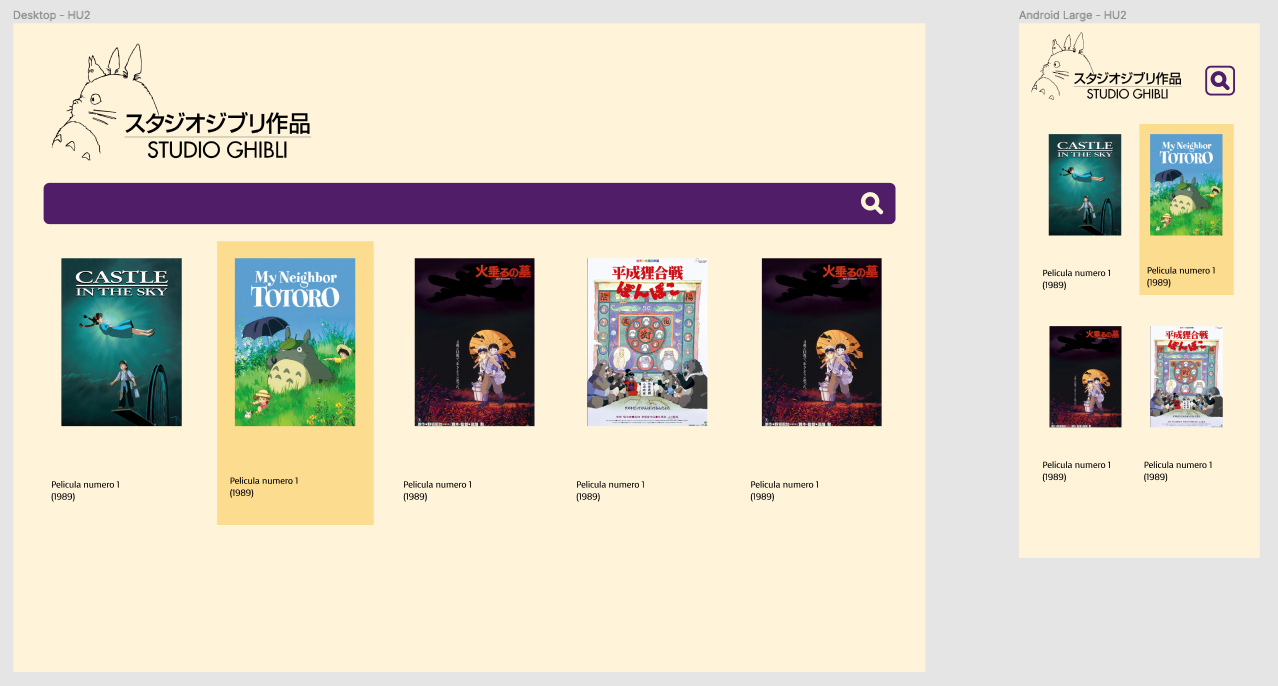 Desktop - HU2
スタジオジブリ作品
STUDIO GHIBLI
CASTLE
IN THE SKY
My Neighbor
TOTORO
火垂るの墓
平成狸合戦
ぽんぽこ
火垂るの墓
Pelicula numero 1
(1989)
Pelicula numero 1
(1989)
Pelicula numero 1
(1989)
Pelicula numero 1
(1989)
Pelicula numero 1
(1989)
Android Large - HU2
スタジオジブリ作品
STUDIO GHIBLI
CASTLE
IN THE SKY
My Neighbor
TOTORO
Pelicula numero 1
(1989)
Pelicula numero 1
(1989)
火垂るの墓
平成狸合戦
ぽんぽこ
Pelicula numero 1
(1989)
Pelicula numero 1
(1989)